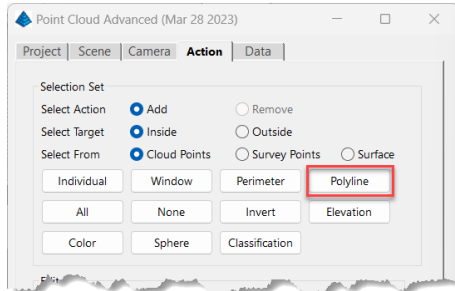 Point Cloud Advanced (Mar 28 2023)
Project Scene Camera Action Data
Selection Set
Select Action Add Remove
Select Target Inside Outside
Select From Cloud Points Survey Points Surface
Individual Window Perimeter Polyline
All None Invert Elevation
Color Sphere Classification